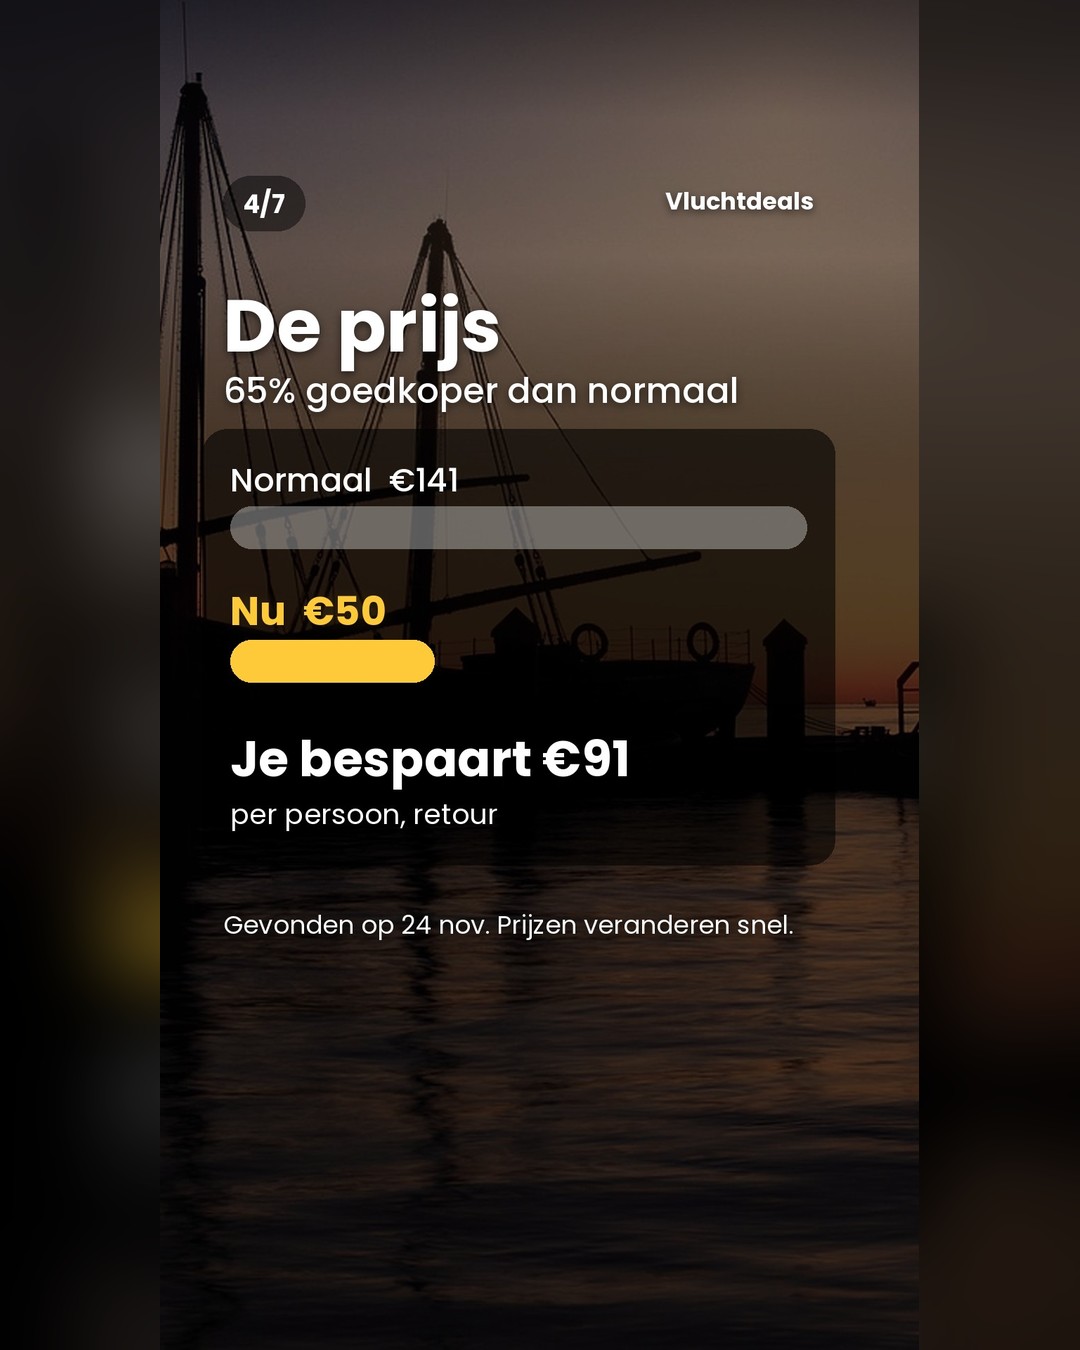 4/7
Vluchtdeals
De prijs
65% goedkoper dan normaal
Normaal €141
Nu €50
Je bespaart €91
per persoon, retour
Gevonden op 24 nov. Prijzen veranderen snel.